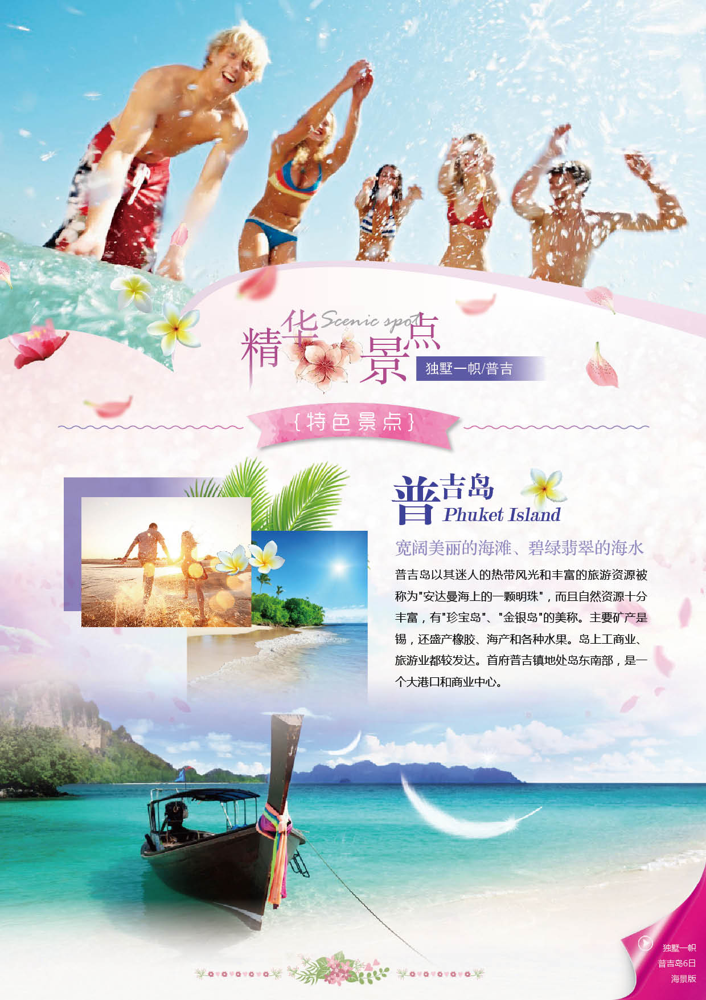 精华景点
Scenic spot
独墅一帜/普吉
{特色景点}
普吉岛
Phuket Island
宽阔美丽的海滩、碧绿翡翠的海水
普吉岛以其迷人的热带风光和丰富的旅游资源被
称为"安达曼海上的一颗明珠"，而且自然资源十分
丰富，有"珍宝岛"、"金银岛"的美称。主要矿产是
锡，还盛产橡胶、海产和各种水果。岛上工商业、
旅游业都较发达。首府普吉镇地处岛东南部，是一
个大港口和商业中心。
独墅一帜
普吉岛6日
海景版